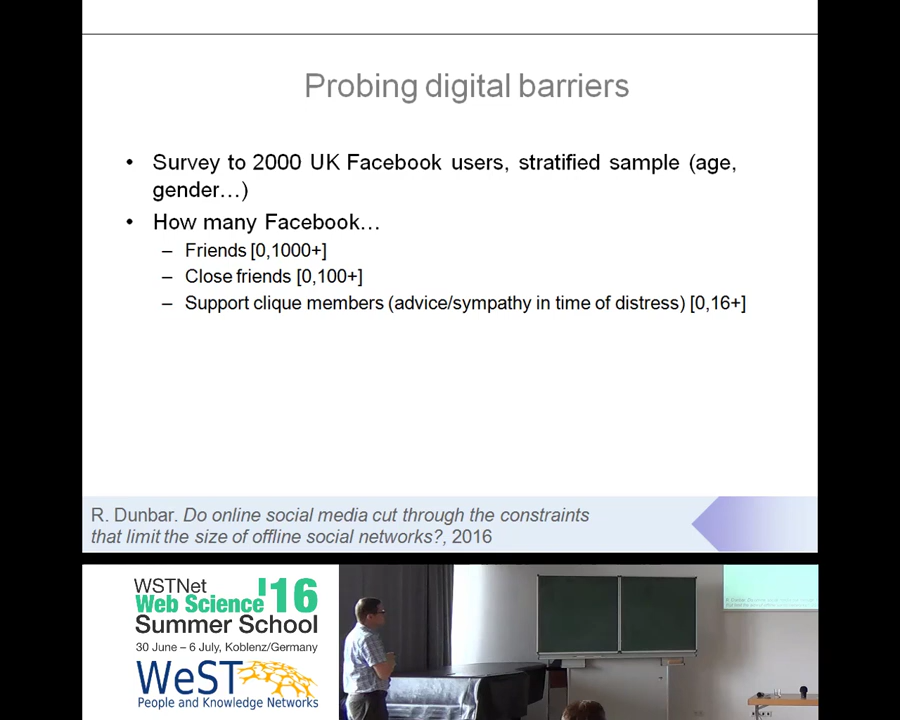 Probing digital barriers
• Survey to 2000 UK Facebook users, stratified sample (age,
gender…)
• How many Facebook…
– Friends [0,1000+]
– Close friends [0,100+]
– Support clique members (advice/sympathy in time of distress) [0,16+]
R. Dunbar. Do online social media cut through the constraints
that limit the size of offline social networks?, 2016
WSTNet
Web Science '16
Summer School
30 June – 6 July, Koblenz/Germany
WeST
People and Knowledge Networks